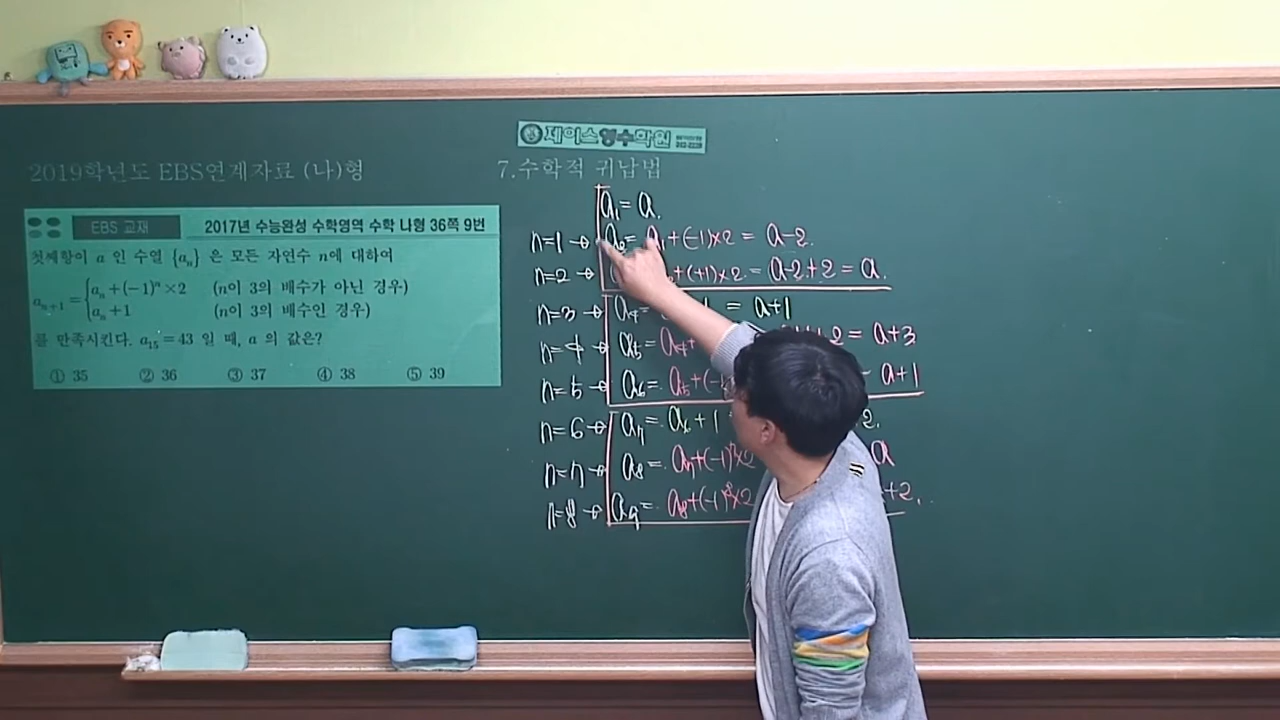 제이스영수학원
2019학년도 EBS연계자료 (나)형
7.수학적 귀납법
EBS 교재
2017년 수능완성 수학영역 수학 나형 36쪽 9번
첫째항이 a 인 수열 {aₙ} 은 모든 자연수 n에 대하여
aₙ₊₁ = { aₙ+(−1)ⁿ×2 (n이 3의 배수가 아닌 경우)
aₙ+1 (n이 3의 배수인 경우)
를 만족시킨다. a₁₅=43 일 때, a 의 값은?
① 35 ② 36 ③ 37 ④ 38 ⑤ 39
a₁ = a.
n=1 → a₂= a₁+(−1)×2 = a−2.
n=2 → +(+1)×2 = a−2+2 = a.
n=3 → a₄= = a+1
n=4 → a₅= a₄+ +2 = a+3
n=5 → a₆= a₅+(−1 a+1
n=6 → a₇= a₆+1 2.
n=7 → a₈= a₇+(−1)⁷×2 a
n=8 → a₉= a₈+(−1)⁸×2 +2.